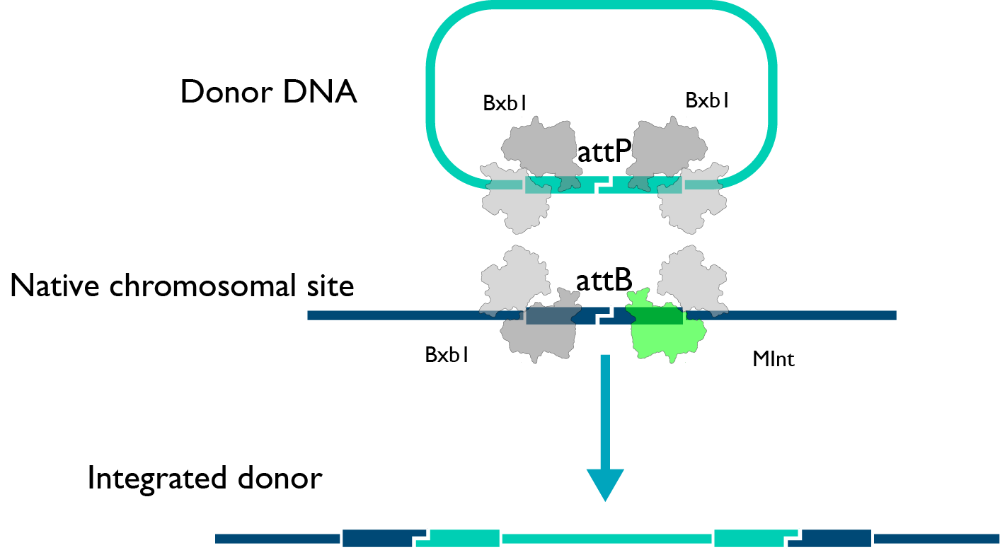 Donor DNA
Bxb1
Bxb1
attP
Native chromosomal site
attB
Bxb1
MInt
Integrated donor